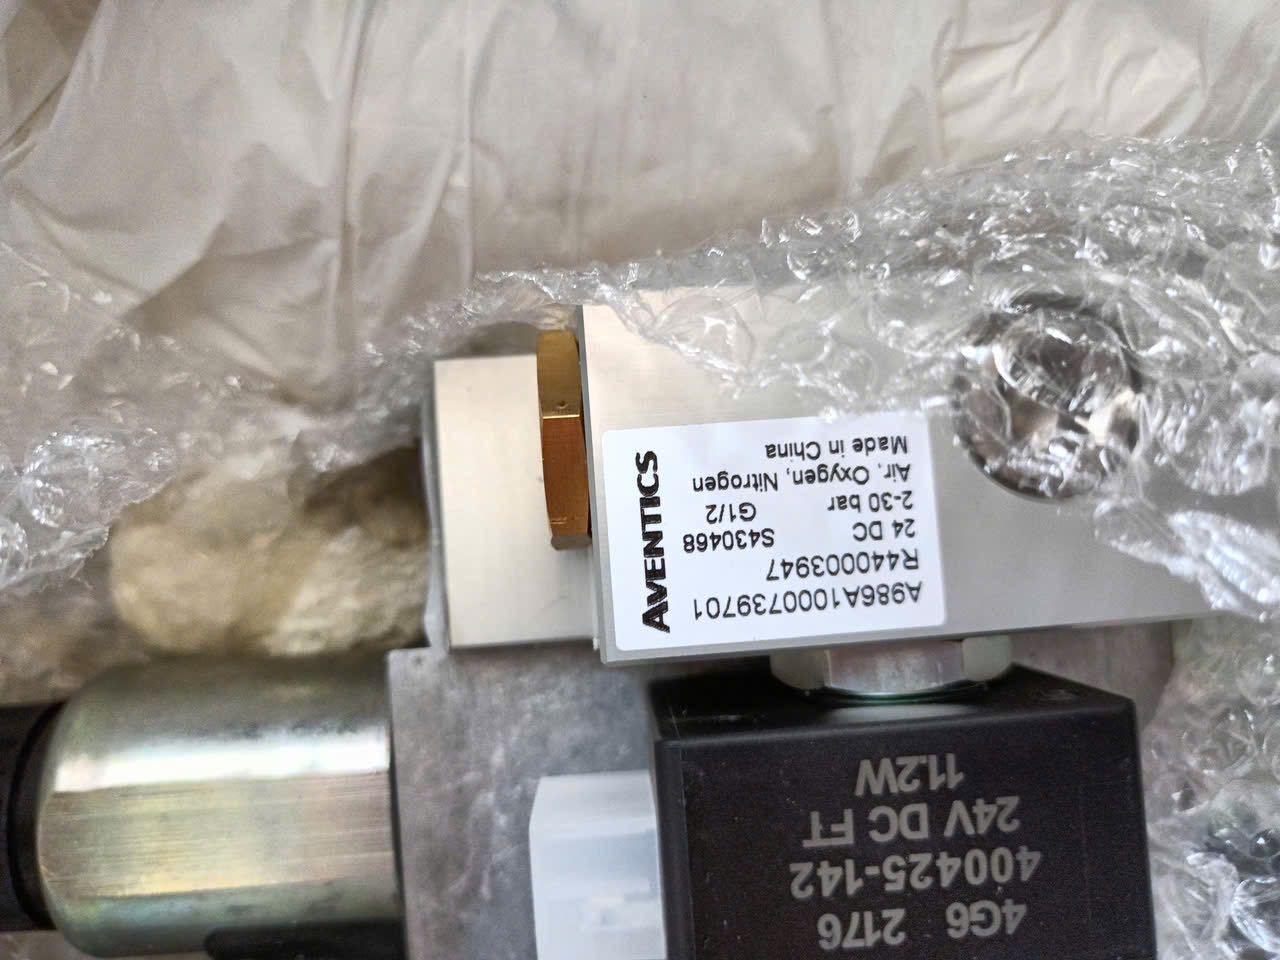 AVENTICS
A986A1000739701
R440003947
24 DC S430468
2-30 bar G1/2
Air, Oxygen, Nitrogen
Made in China
4G6 2176
400425-142
24V DC FT
11.2W